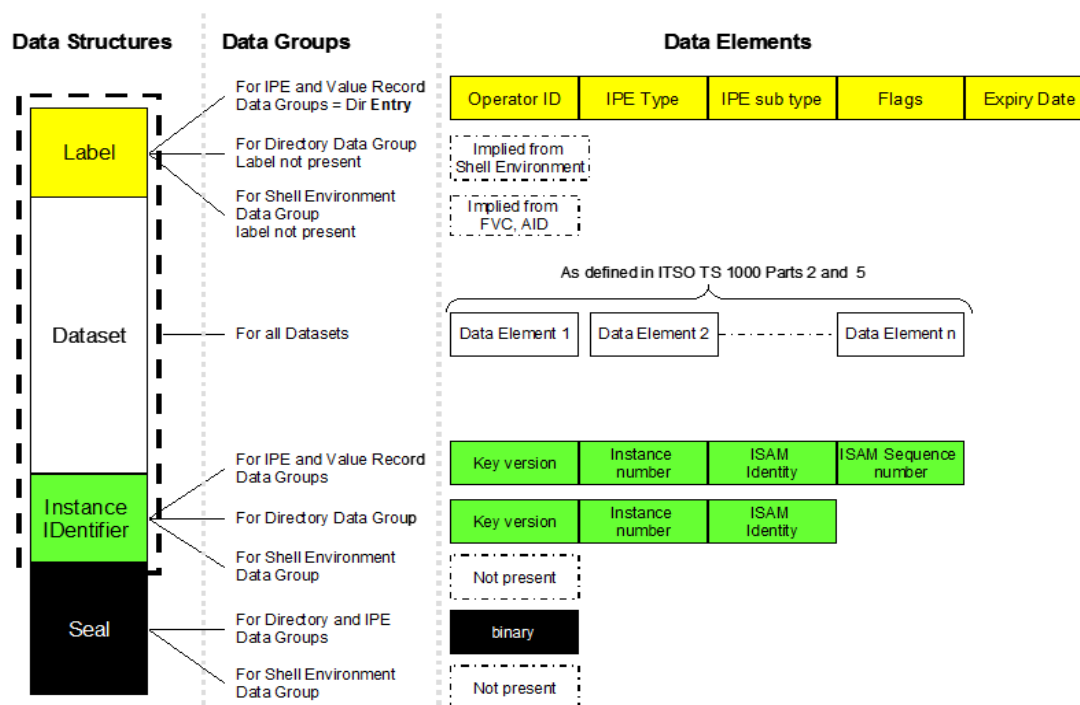 Data Structures
Data Groups
Data Elements
Label
For IPE and Value Record
Data Groups = Dir Entry
Operator ID
IPE Type
IPE sub type
Flags
Expiry Date
For Directory Data Group
Label not present
Implied from
Shell Environment
For Shell Environment
Data Group
label not present
Implied from
FVC, AID
As defined in ITSO TS 1000 Parts 2 and 5
Dataset
For all Datasets
Data Element 1
Data Element 2
Data Element n
Instance
IDentifier
For IPE and Value Record
Data Groups
Key version
Instance
number
ISAM
Identity
ISAM Sequence
number
For Directory Data Group
Key version
Instance
number
ISAM
Identity
For Shell Environment
Data Group
Not present
Seal
For Directory and IPE
Data Groups
binary
For Shell Environment
Data Group
Not present